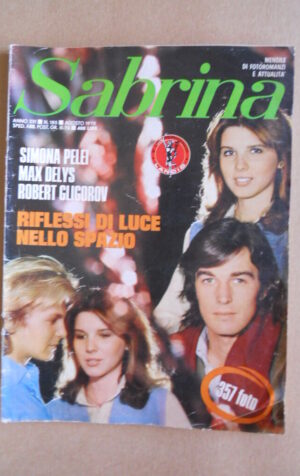 MENSILE
DI FOTOROMANZI
E ATTUALITA'
Sabrina
SIMONA PELEI
MAX DELYS
ROBERT GLIGOROV
RIFLESSI DI LUCE
NELLO SPAZIO
357 foto